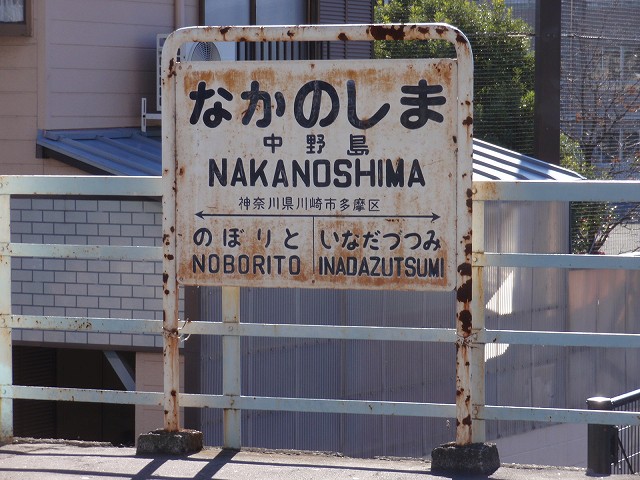 なかのしま
中野島
NAKANOSHIMA
神奈川県川崎市多摩区
のぼりと いなだづつみ
NOBORITO INADAZUTSUMI